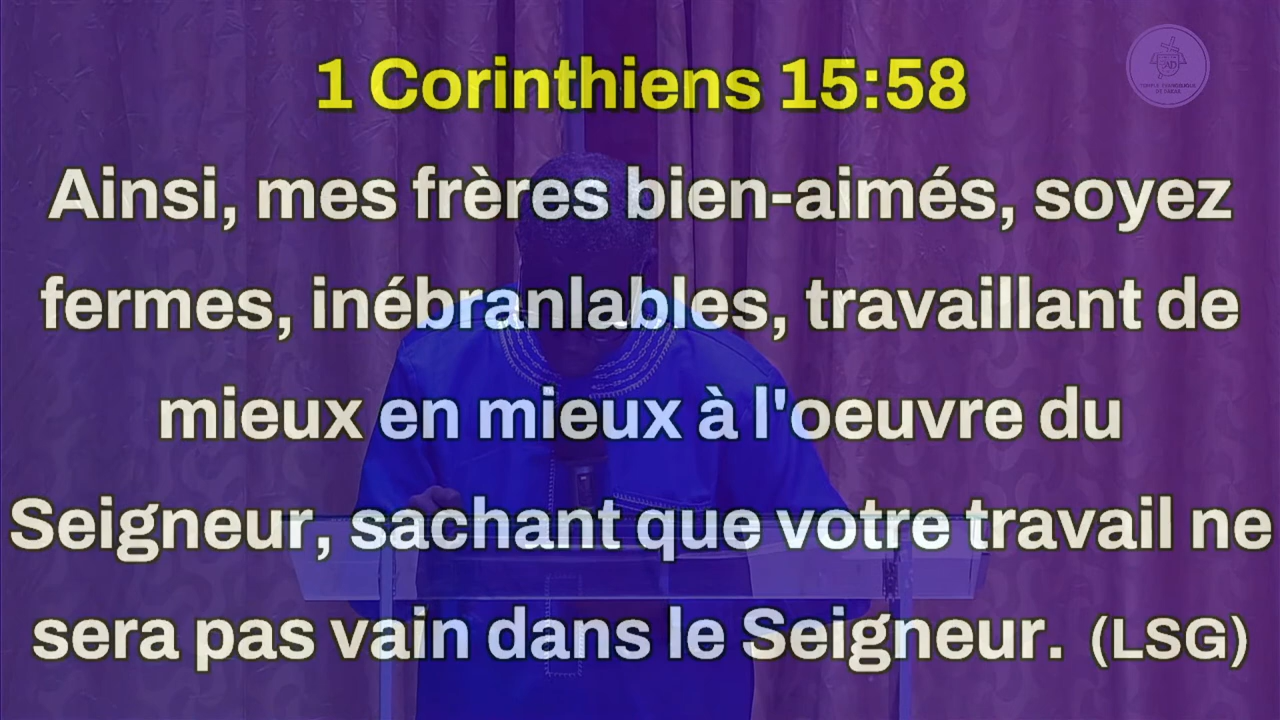 1 Corinthiens 15:58
Ainsi, mes frères bien-aimés, soyez
fermes, inébranlables, travaillant de
mieux en mieux à l'oeuvre du
Seigneur, sachant que votre travail ne
sera pas vain dans le Seigneur. (LSG)